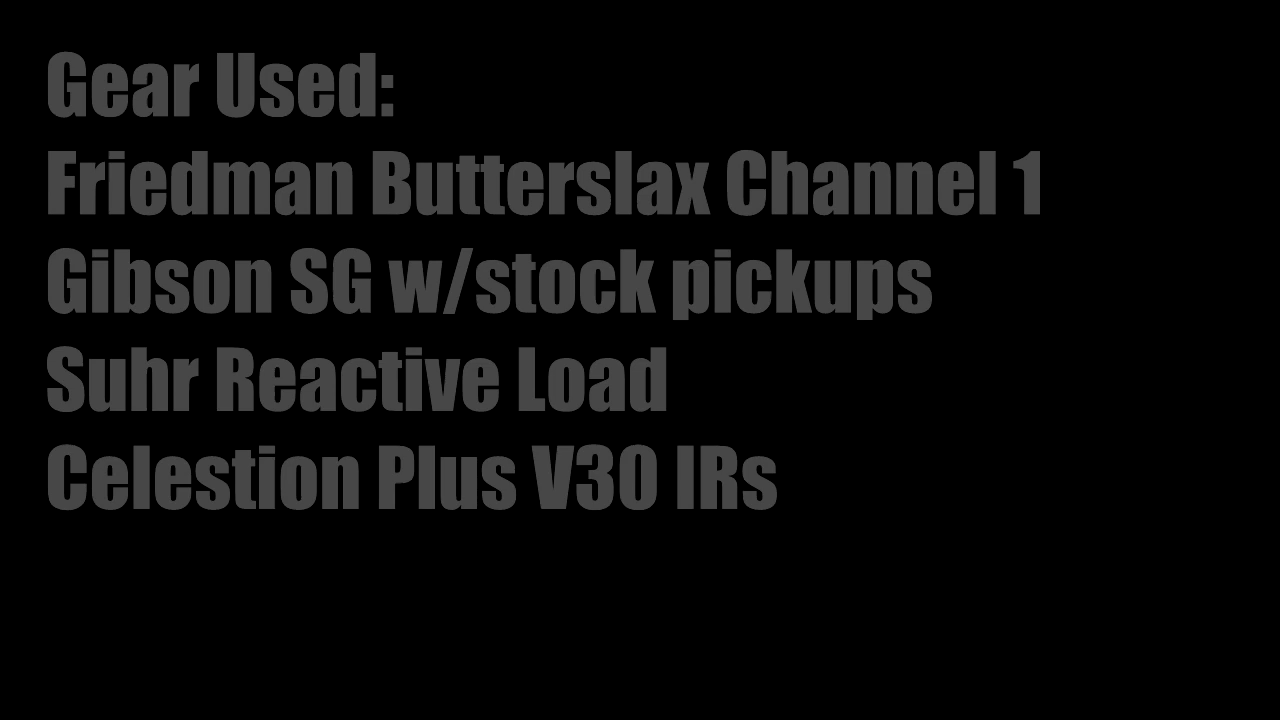 Gear Used:
Friedman Butterslax Channel 1
Gibson SG w/stock pickups
Suhr Reactive Load
Celestion Plus V30 IRs